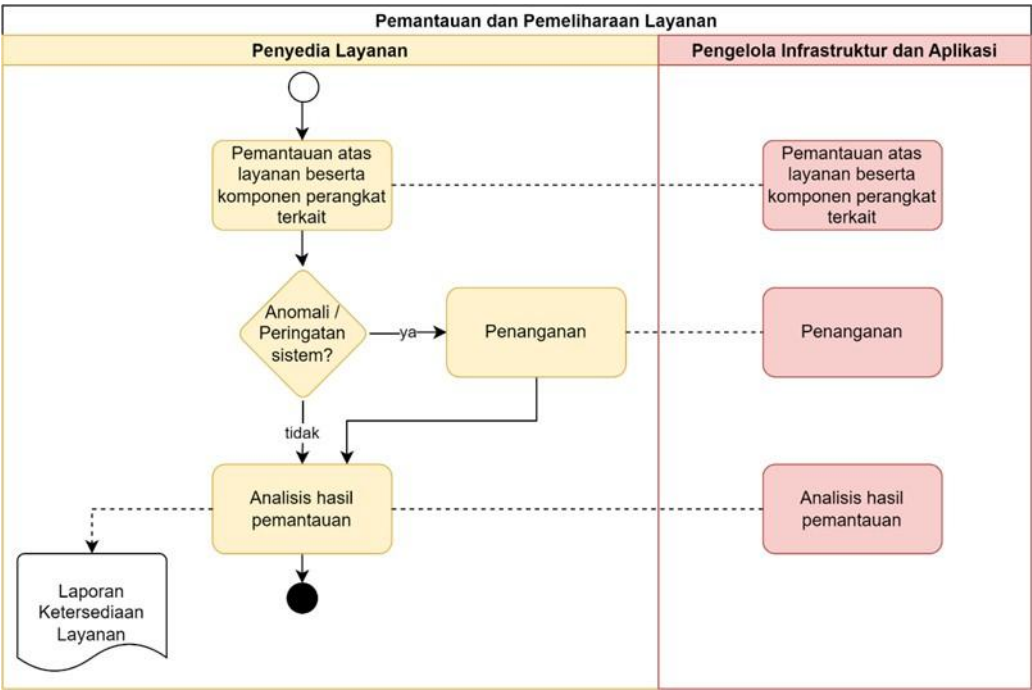 Pemantauan dan Pemeliharaan Layanan
Penyedia Layanan
Pengelola Infrastruktur dan Aplikasi
Pemantauan atas
layanan beserta
komponen perangkat
terkait
Pemantauan atas
layanan beserta
komponen perangkat
terkait
Anomali /
Peringatan
sistem?
ya
Penanganan
Penanganan
tidak
Analisis hasil
pemantauan
Analisis hasil
pemantauan
Laporan
Ketersediaan
Layanan